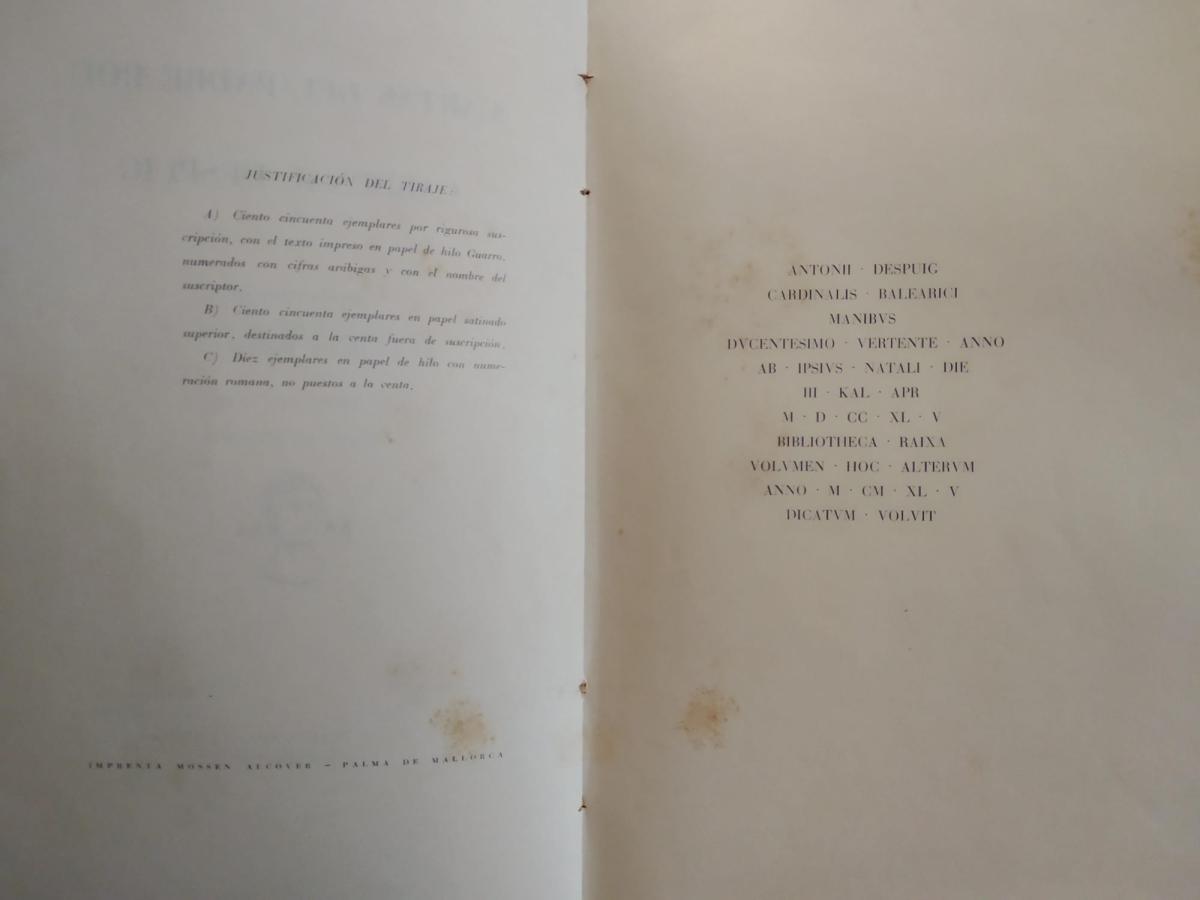 JUSTIFICACIÓN DEL TIRAJE:
A) Ciento cincuenta ejemplares por rigurosa sus-
cripción, con el texto impreso en papel de hilo Guarro,
numerados con cifras arábigas y con el nombre del
suscriptor.
B) Ciento cincuenta ejemplares en papel satinado
superior, destinados a la venta fuera de suscripción.
C) Diez ejemplares en papel de hilo con nume-
ración romana, no puestos a la venta.
IMPRENTA MOSSEN ALCOVER – PALMA DE MALLORCA
ANTONII · DESPUIG
CARDINALIS · BALEARICI
MANIBVS
DVCENTESIMO · VERTENTE · ANNO
AB · IPSIVS · NATALI · DIE
III · KAL · APR
M · D · CC · XL · V
BIBLIOTHECA · RAIXA
VOLVMEN · HOC · ALTERVM
ANNO · M · CM · XL · V
DICATVM · VOLVIT